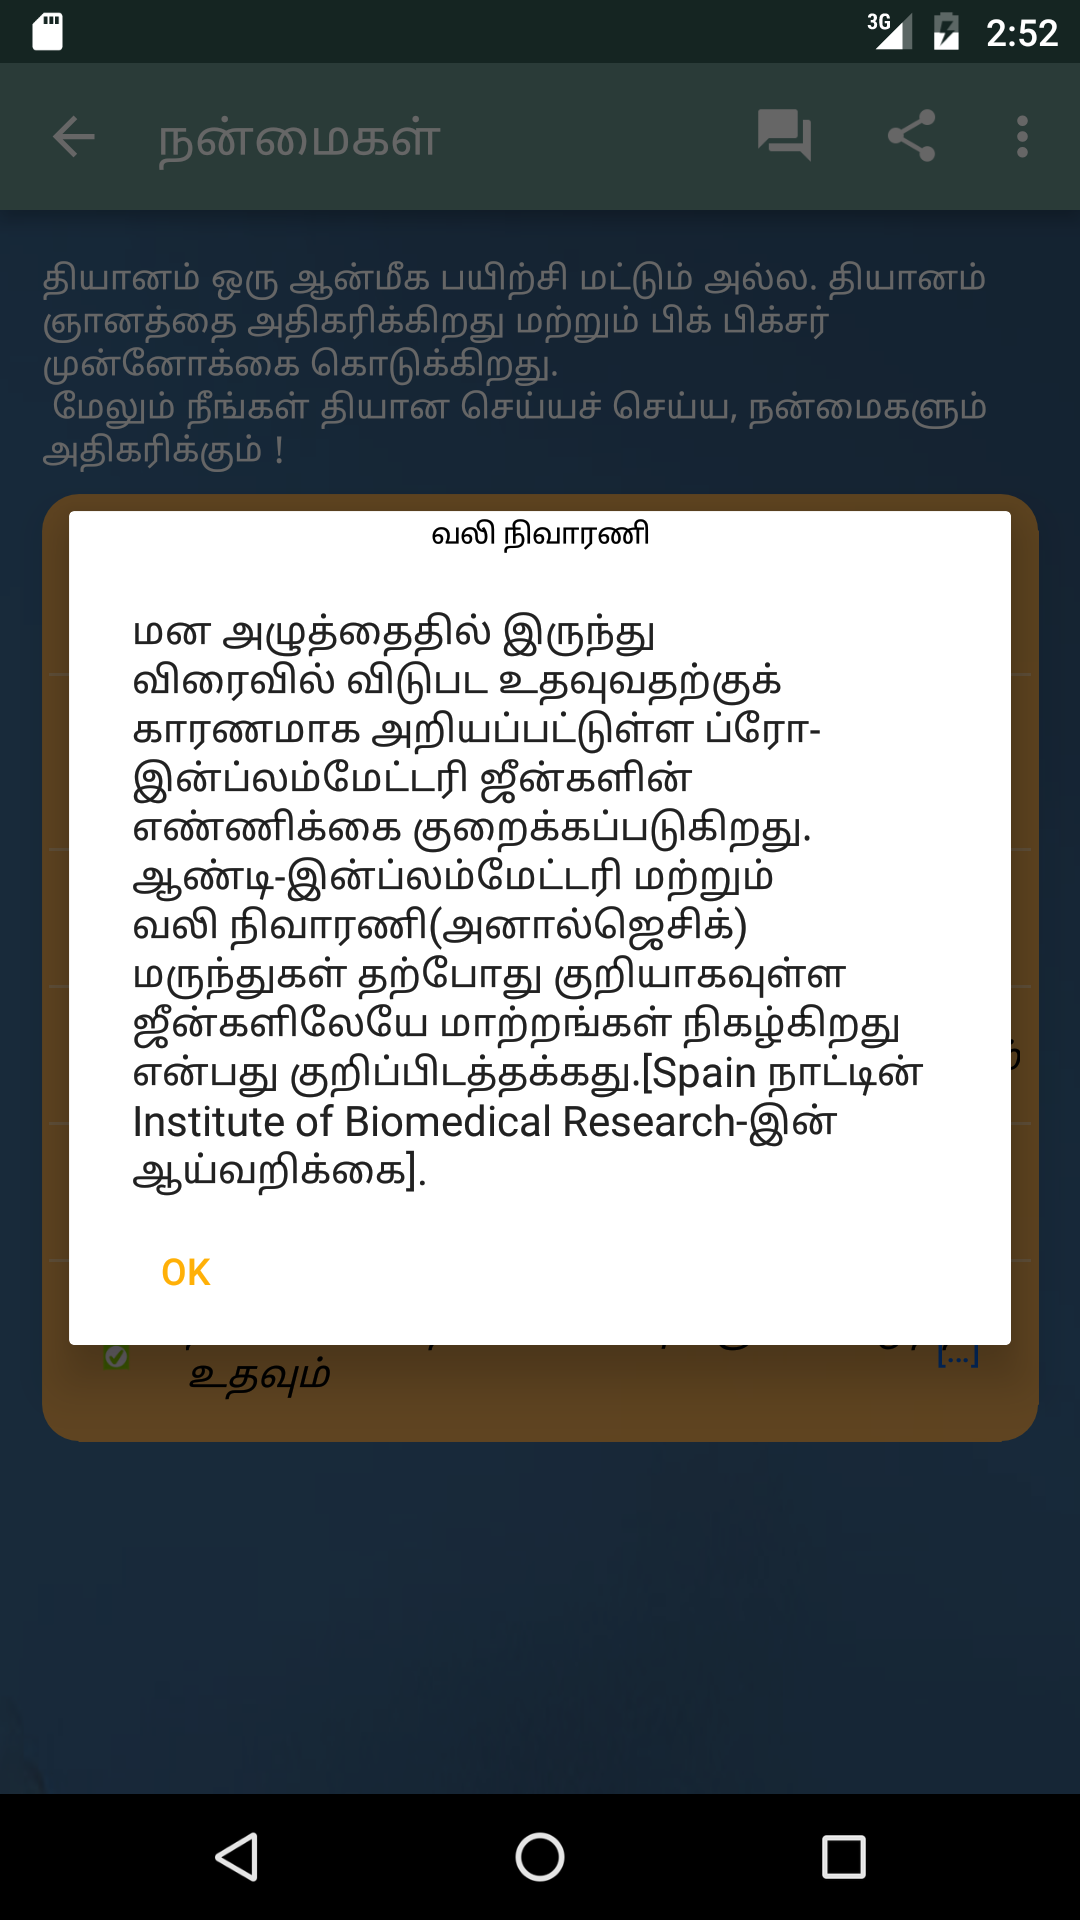 3G 2:52
நன்மைகள்
தியானம் ஒரு ஆன்மீக பயிற்சி மட்டும் அல்ல. தியானம்
ஞானத்தை அதிகரிக்கிறது மற்றும் பிக் பிக்சர்
முன்னோக்கை கொடுக்கிறது.
மேலும் நீங்கள் தியான செய்யச் செய்ய, நன்மைகளும்
அதிகரிக்கும் !
வலி நிவாரணி
மன அழுத்தைதில் இருந்து
விரைவில் விடுபட உதவுவதற்குக்
காரணமாக அறியப்பட்டுள்ள ப்ரோ-
இன்ப்லம்மேட்டரி ஜீன்களின்
எண்ணிக்கை குறைக்கப்படுகிறது.
ஆண்டி-இன்ப்லம்மேட்டரி மற்றும்
வலி நிவாரணி(அனால்ஜெசிக்)
மருந்துகள் தற்போது குறியாகவுள்ள
ஜீன்களிலேயே மாற்றங்கள் நிகழ்கிறது
என்பது குறிப்பிடத்தக்கது.[Spain நாட்டின்
Institute of Biomedical Research-இன்
ஆய்வறிக்கை].
OK
[...]
உதவும்